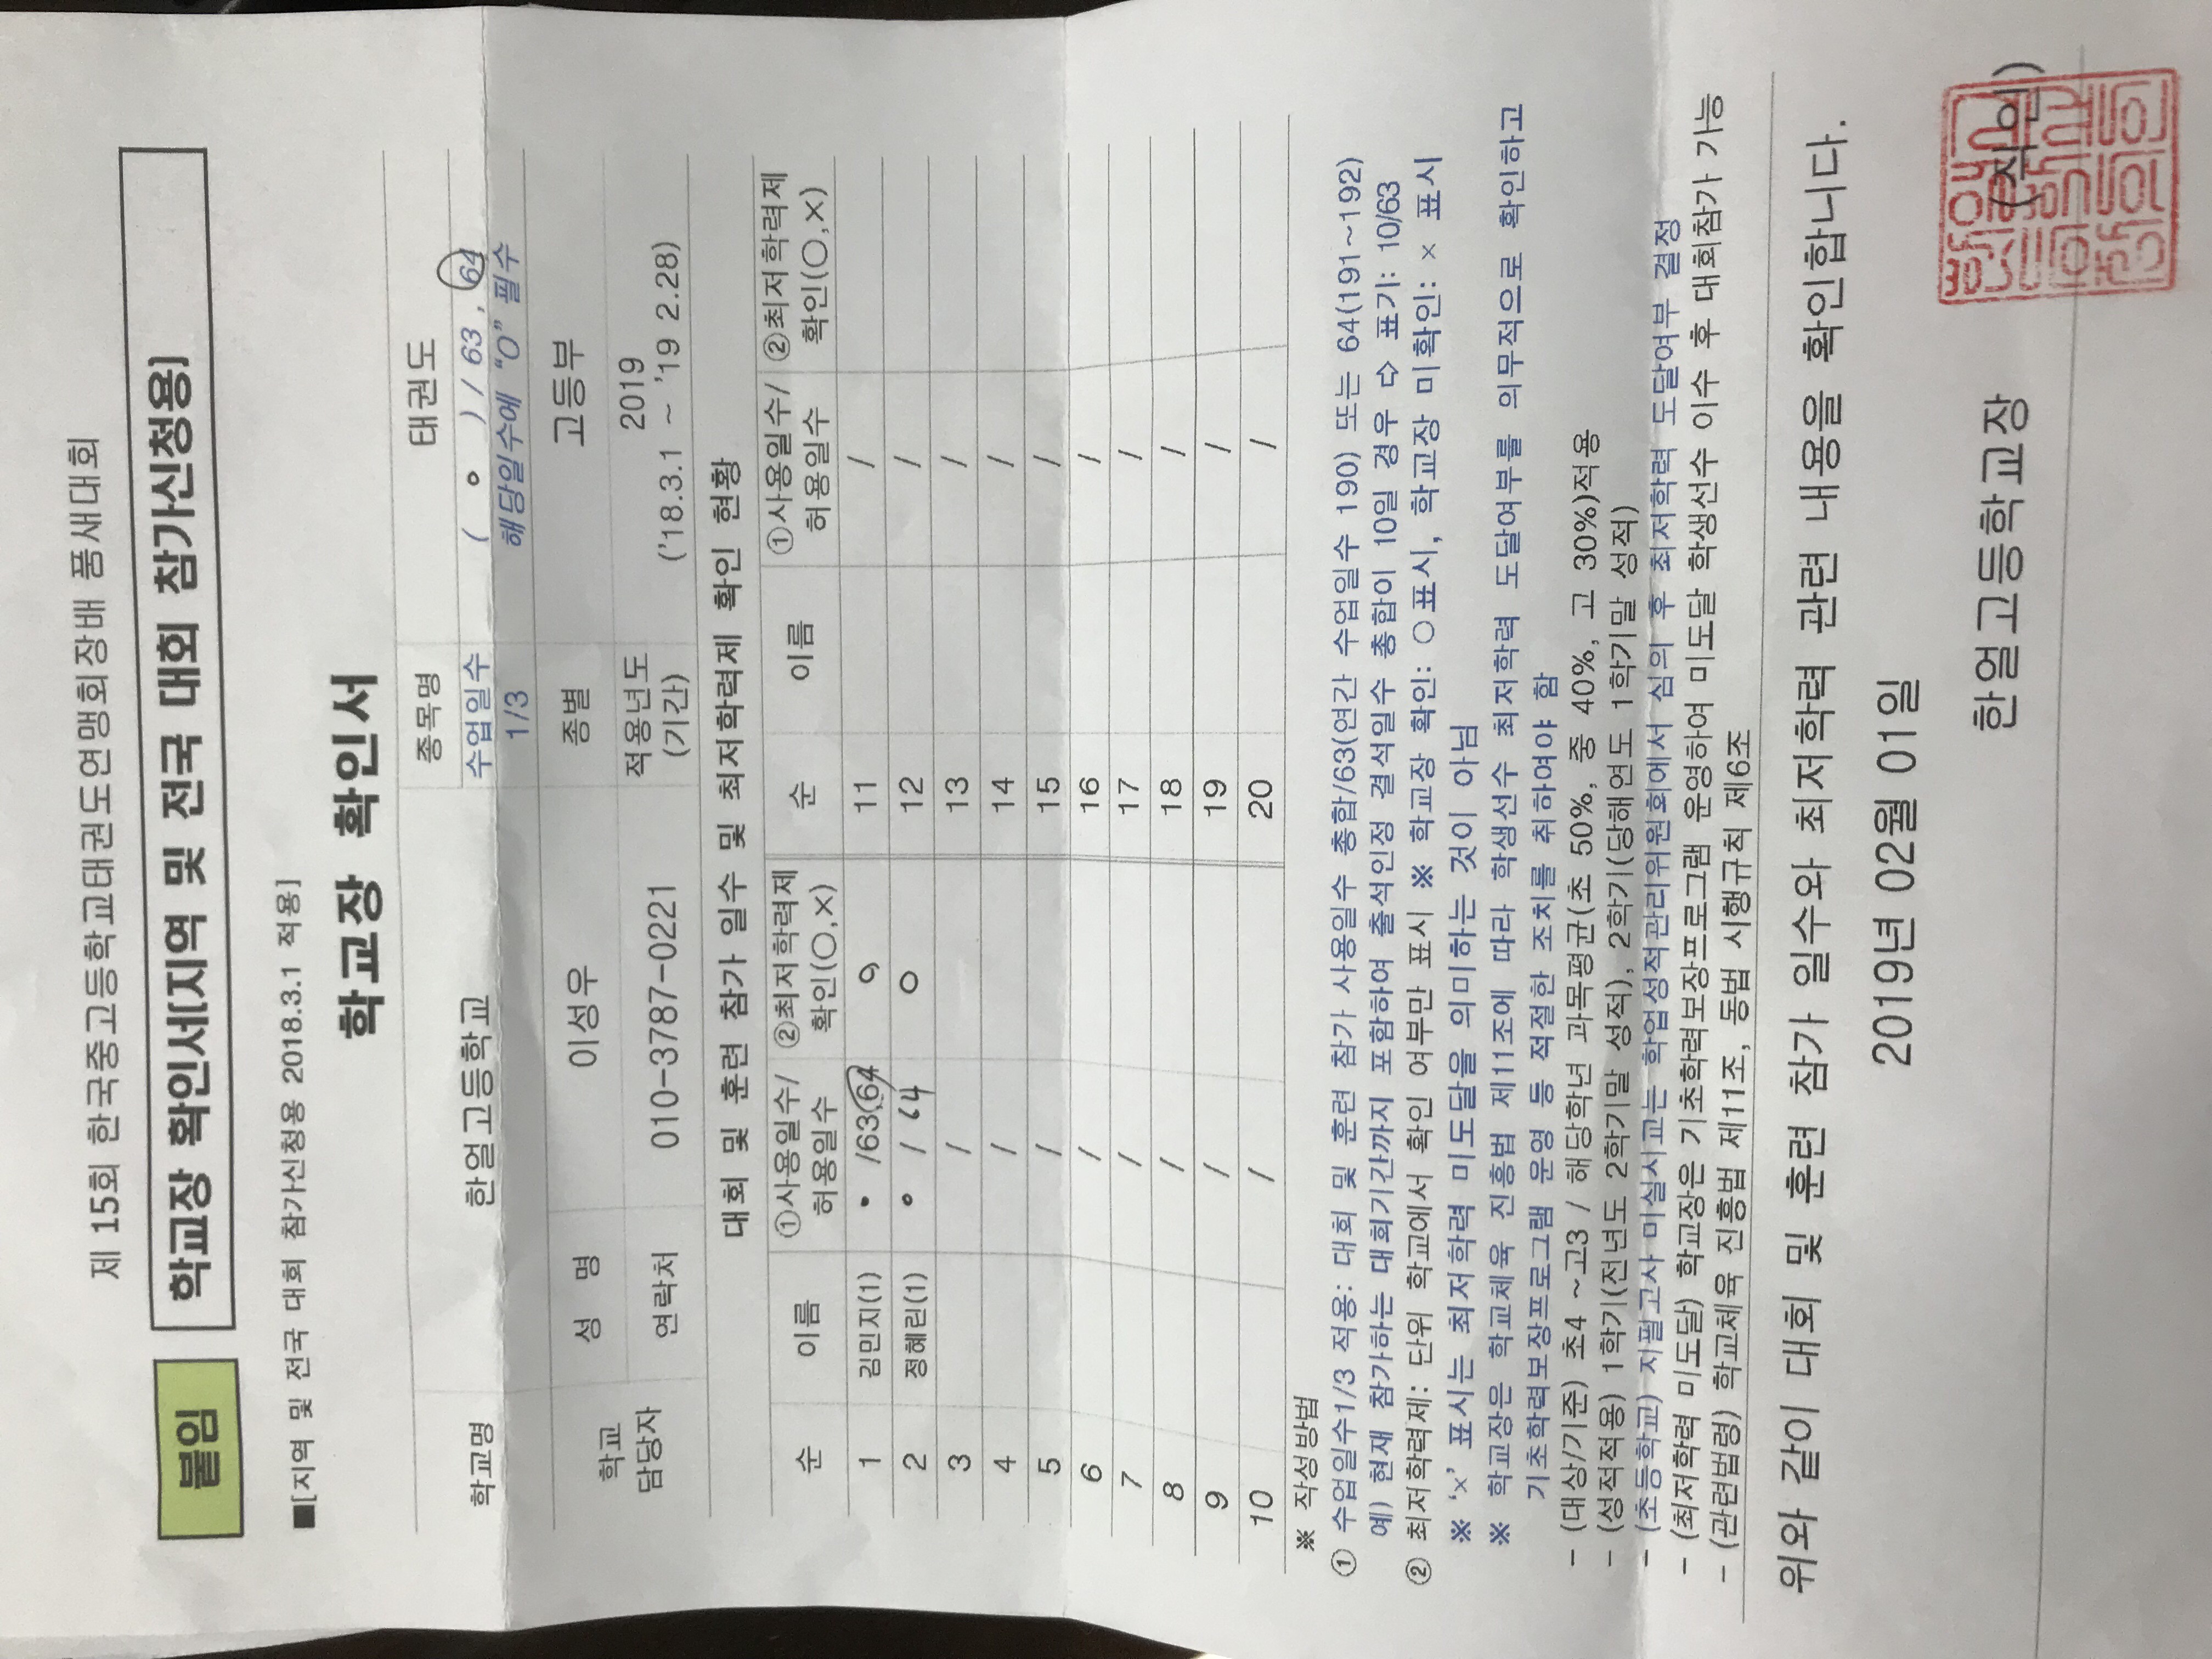 제 15회 한국중고등학교태권도연맹회장배 품새대회
붙임
학교장 확인서[지역 및 전국 대회 참가신청용]
■[지역 및 전국 대회 참가신청용 2018.3.1 적용]
학교장 확인서
학교명 한얼고등학교 종목명 태권도
수업일수 1/3 ( 0 ) / 63 , 64
해당일수에 "O" 필수
학교 담당자 성 명 이성우 종별 고등부
연락처 010-3787-0221 적용년도 (기간) 2019
('18.3.1 ~ '19 2.28)
대회 및 훈련 참가 일수 및 최저학력제 확인 현황
순 이름 ①사용일수/허용일수 ②최저학력제 확인(○,×) 순 이름 ①사용일수/허용일수 ②최저학력제 확인(○,×)
1 김민지(1) 0 /63,64 ○ 11 /
2 정혜린(1) 0 / 64 ○ 12 /
3 / 13 /
4 / 14 /
5 / 15 /
6 / 16 /
7 / 17 /
8 / 18 /
9 / 19 /
10 / 20 /
※ 작성방법
① 수업일수1/3 적용: 대회 및 훈련 참가 사용일수 총합/63(연간 수업일수 190) 또는 64(191~192)
예) 현재 참가하는 대회기간까지 포함하여 출석인정 결석일수 총합이 10일 경우 ⇨ 표기: 10/63
② 최저학력제: 단위 학교에서 확인 여부만 표시 ※ 학교장 확인: ○ 표시, 학교장 미확인: × 표시
※ '×' 표시는 최저학력 미도달을 의미하는 것이 아님
※ 학교장은 학교체육 진흥법 제11조에 따라 학생선수 최저학력 도달여부를 의무적으로 확인하고
기초학력보장프로그램 운영 등 적절한 조치를 취하여야 함
- (대상/기준) 초4 ~고3 / 해당학년 과목평균(초 50%, 중 40%, 고 30%)적용
- (성적적용) 1학기(전년도 2학기말 성적), 2학기(당해연도 1학기말 성적)
- (초등학교) 지필고사 미실시교는 학업성적관리위원회에서 심의 후 최저학력 도달여부 결정
- (최저학력 미도달) 학교장은 기초학력보장프로그램 운영하여 미도달 학생선수 이수 후 대회참가 가능
- (관련법령) 학교체육 진흥법 제11조, 동법 시행규칙 제6조
위와 같이 대회 및 훈련 참가 일수와 최저학력 관련 내용을 확인합니다.
2019년 02월 01일
한얼고등학교장 (직인)